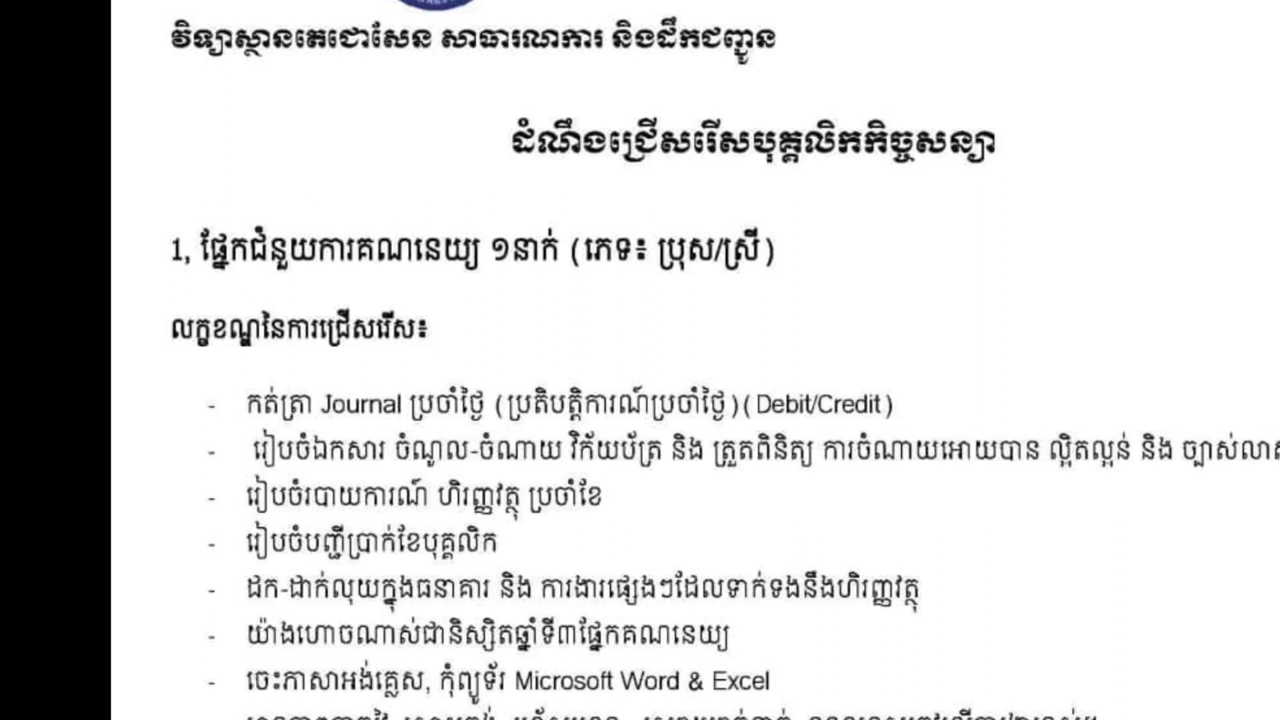 វិទ្យាស្ថានតេជោសែន សាធារណការ និងដឹកជញ្ជូន
ដំណឹងជ្រើសរើសបុគ្គលិកកិច្ចសន្យា
1, ផ្នែកជំនួយការគណនេយ្យ ១នាក់ (ភេទ៖ ប្រុស/ស្រី)
លក្ខខណ្ឌនៃការជ្រើសរើស៖
- កត់ត្រា Journal ប្រចាំថ្ងៃ (ប្រតិបត្តិការណ៍ប្រចាំថ្ងៃ)(Debit/Credit)
- រៀបចំឯកសារ ចំណូល-ចំណាយ វិក័យប័ត្រ និង ត្រួតពិនិត្យ ការចំណាយអោយបាន ល្អិតល្អន់ និង
- រៀបចំរបាយការណ៍ ហិរញ្ញវត្ថុ ប្រចាំខែ
- រៀបចំបញ្ជីប្រាក់ខែបុគ្គលិក
- ដក-ដាក់លុយក្នុងធនាគារ និង ការងារផ្សេងៗដែលទាក់ទងនឹងហិរញ្ញវត្ថុ
- យ៉ាងហោចណាស់ជានិស្សិតឆ្នាំទី៣ផ្នែកគណនេយ្យ
- ចេះភាសាអង់គ្លេស, កុំព្យូទ័រ Microsoft Word & Excel